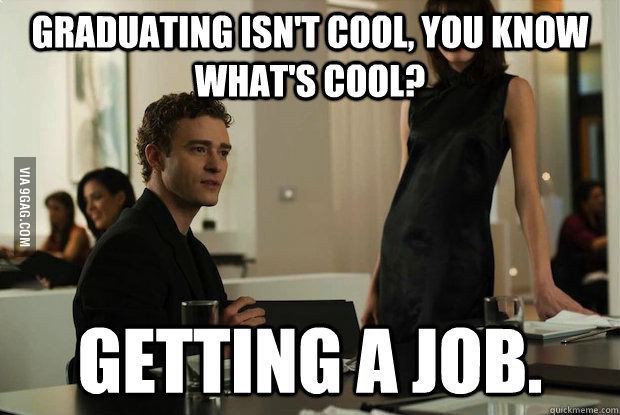 GRADUATING ISN'T COOL, YOU KNOW
WHAT'S COOL?
VIA 9GAG.COM
GETTING A JOB.
quickmeme.com